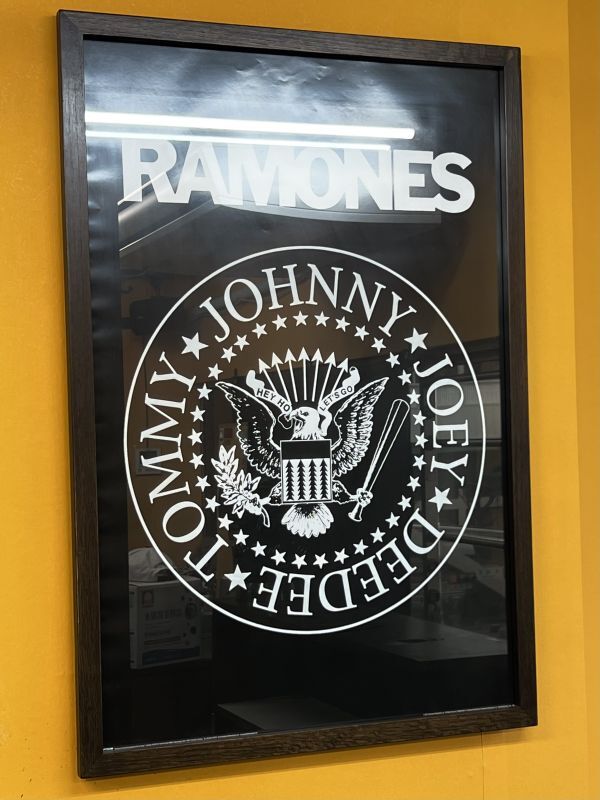 RAMONES
JOHNNY ★ JOEY ★ DEEDEE ★ TOMMY ★
HEY HO LET'S GO